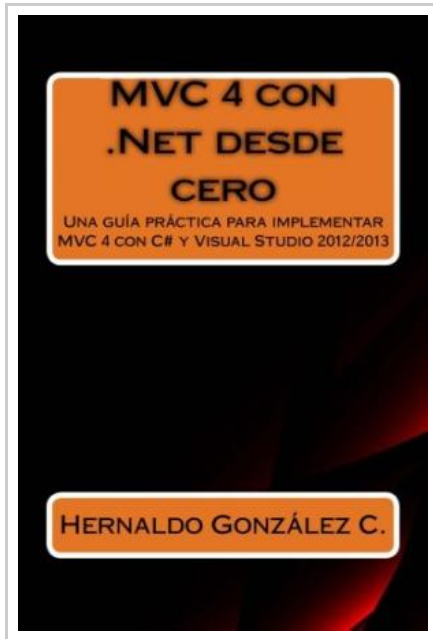 MVC 4 CON
.NET DESDE
CERO
UNA GUÍA PRÁCTICA PARA IMPLEMENTAR
MVC 4 CON C# Y VISUAL STUDIO 2012/2013
HERNALDO GONZÁLEZ C.